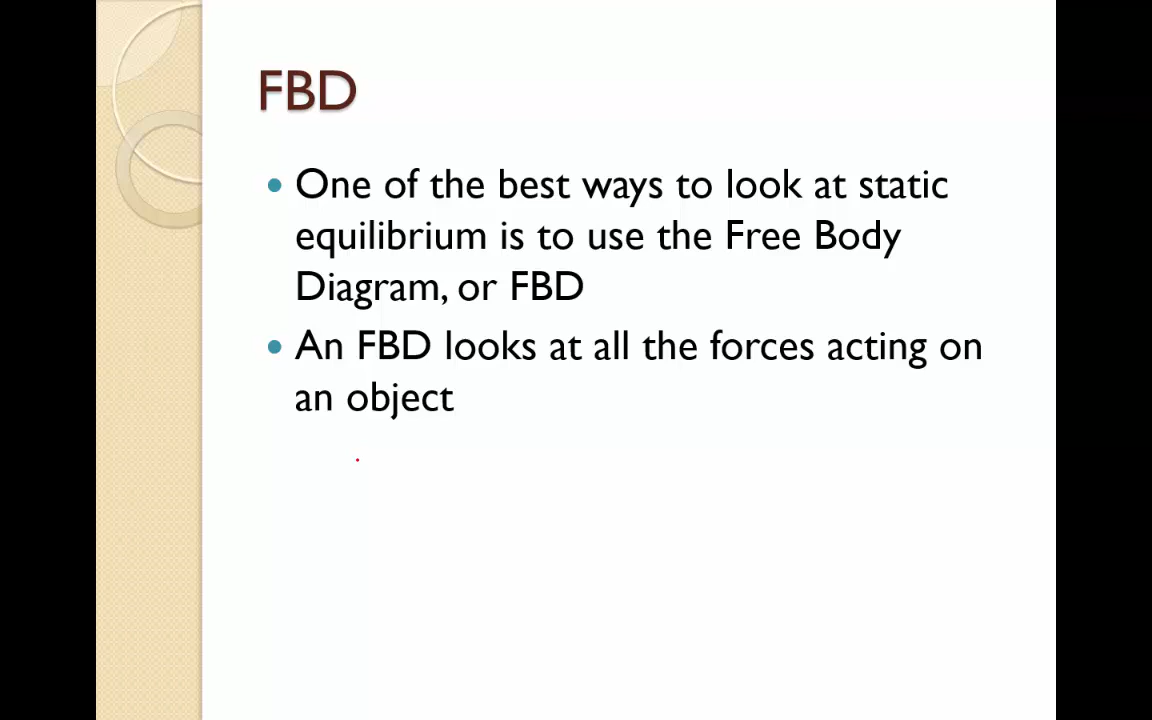 FBD
• One of the best ways to look at static
equilibrium is to use the Free Body
Diagram, or FBD
• An FBD looks at all the forces acting on
an object